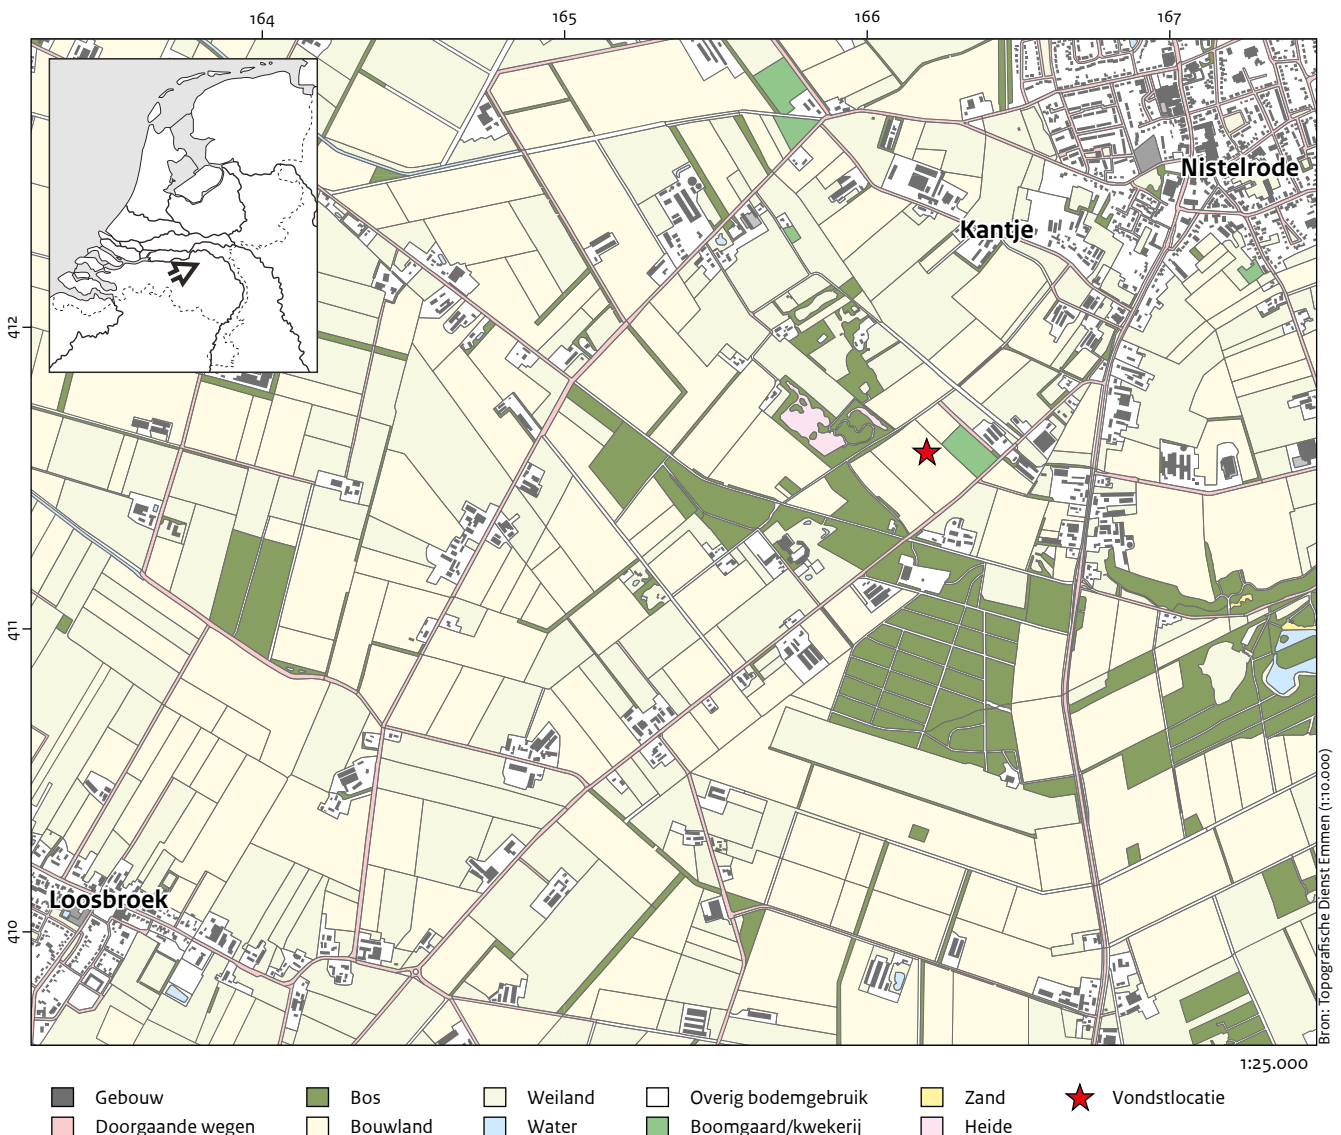 164 165 166 167
412
411
410
Nistelrode
Kantje
Loosbroek
Bron: Topografische Dienst Emmen (1:10.000)
1:25.000
Gebouw Bos Weiland Overig bodemgebruik Zand Vondstlocatie
Doorgaande wegen Bouwland Water Boomgaard/kwekerij Heide